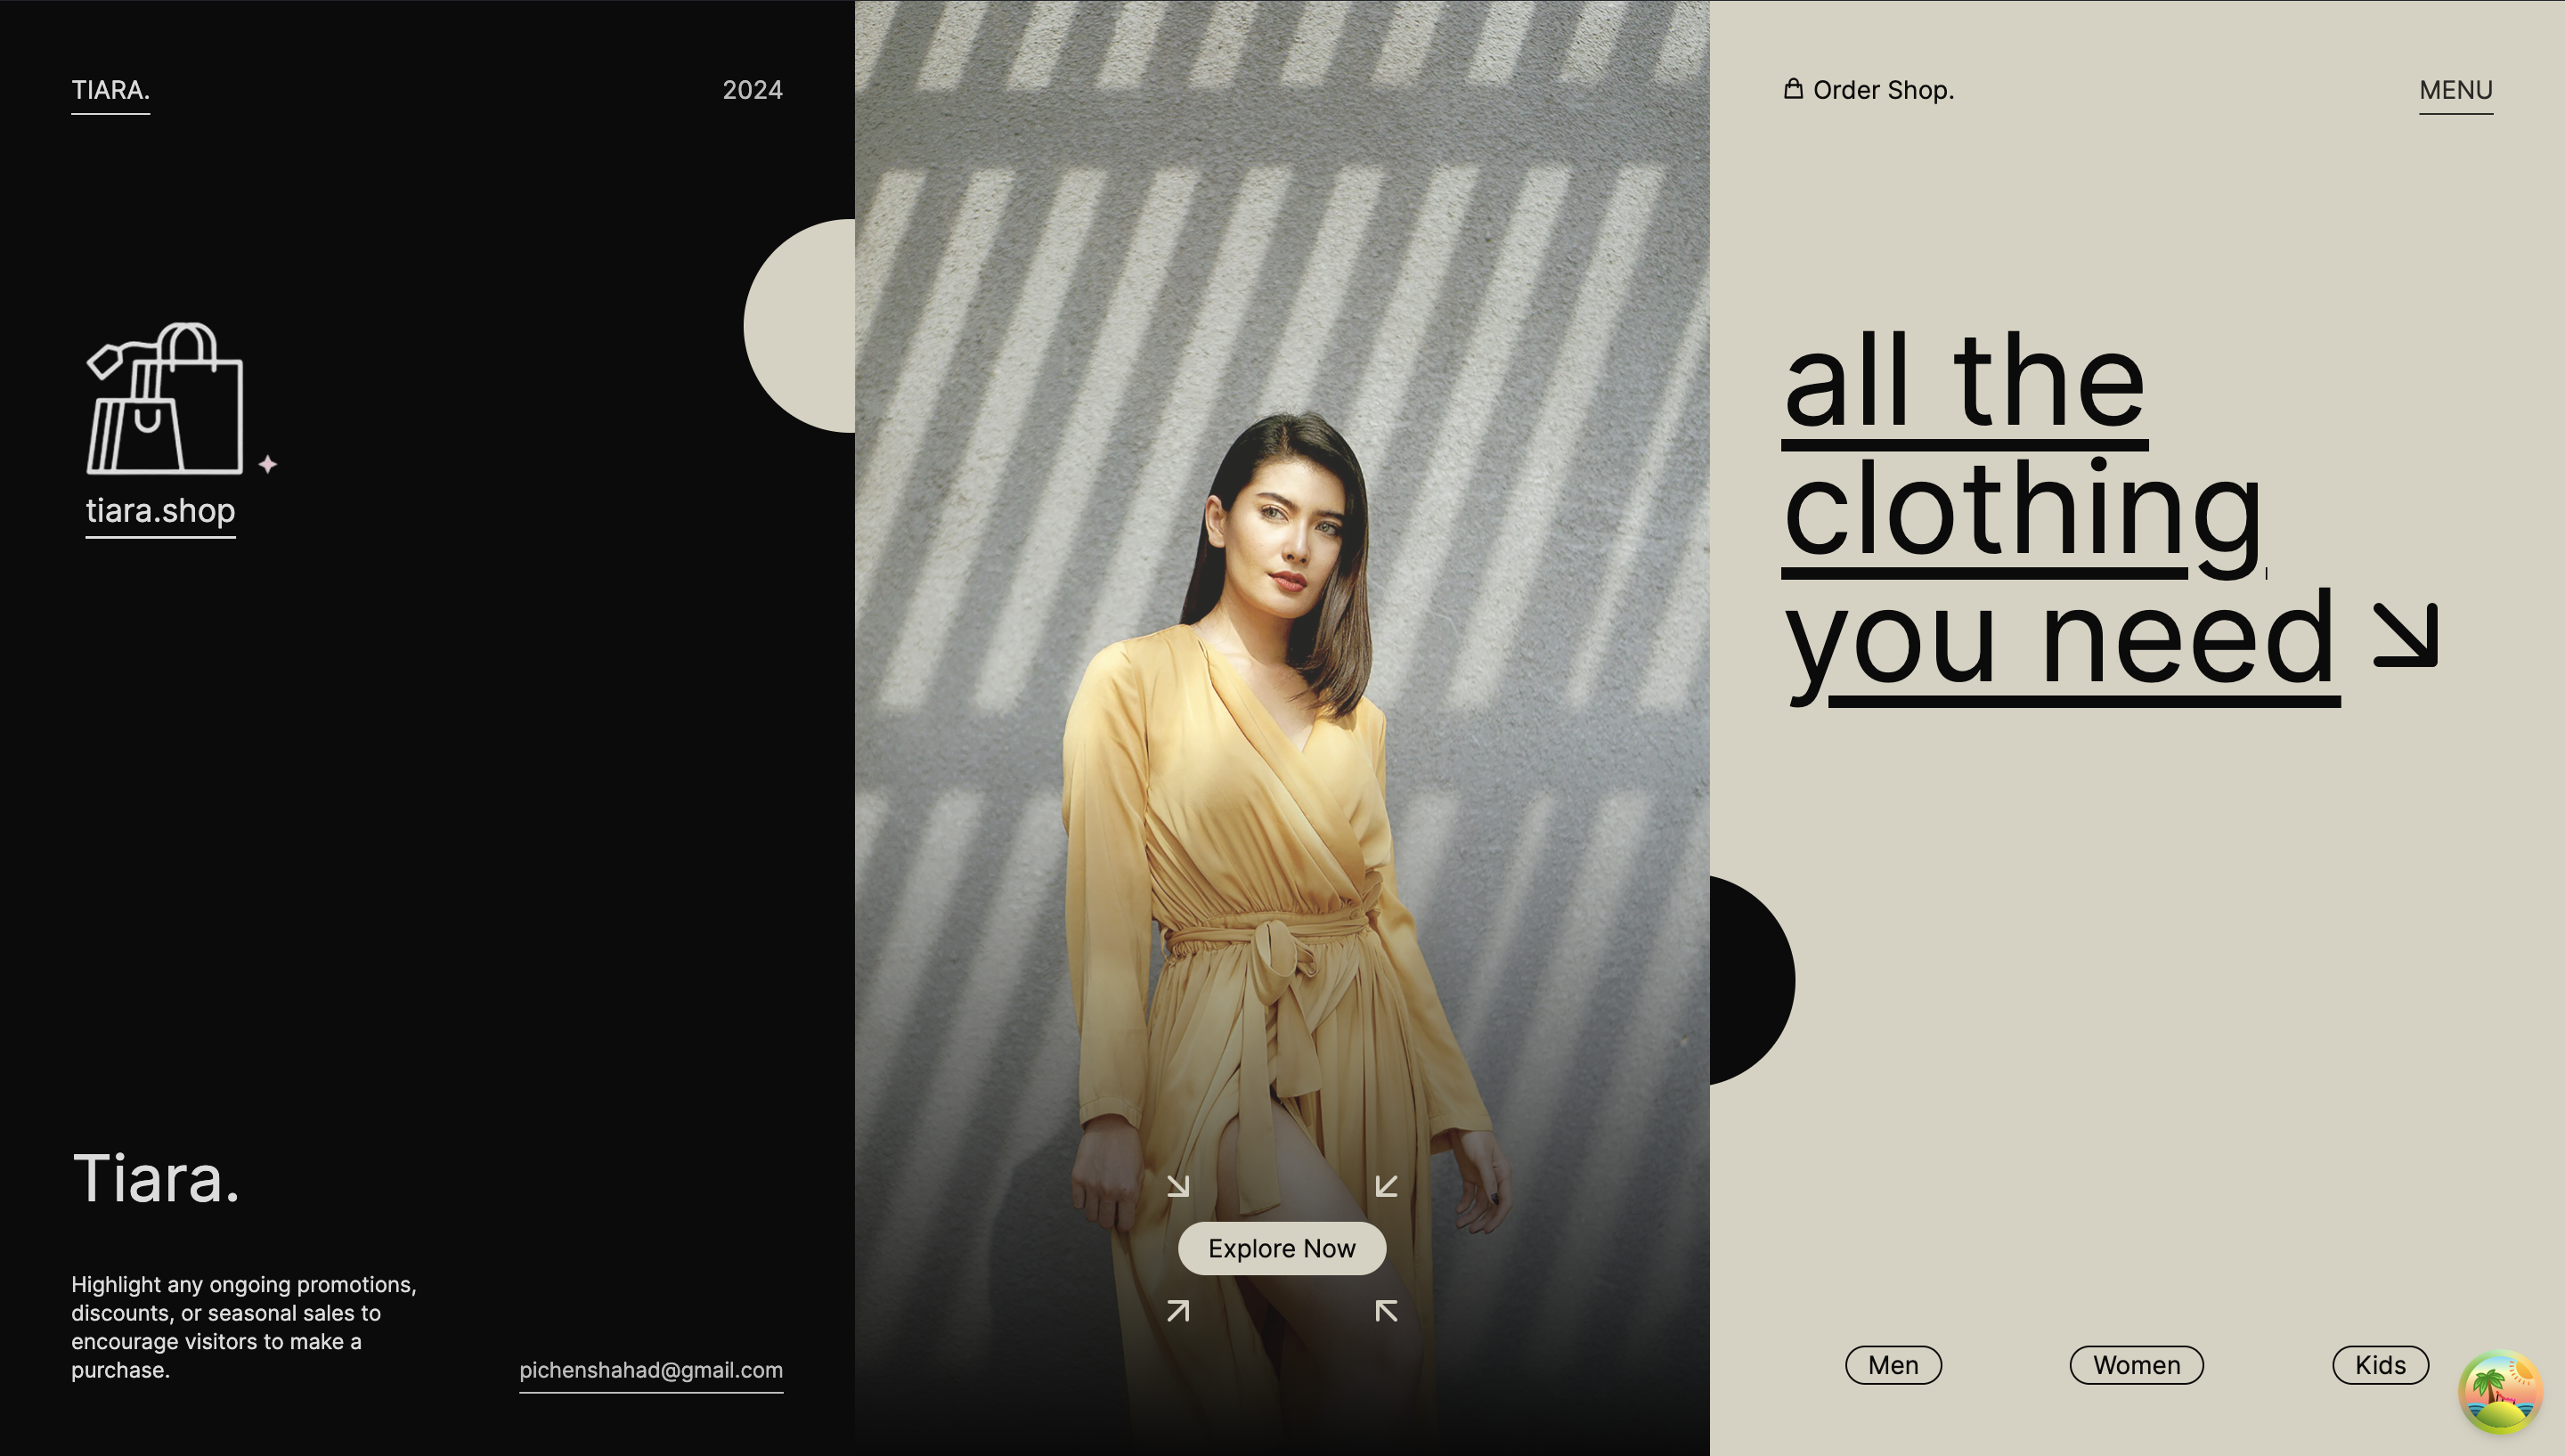 TIARA.
2024
tiara.shop
Tiara.
Highlight any ongoing promotions,
discounts, or seasonal sales to
encourage visitors to make a
purchase.
pichenshahad@gmail.com
Explore Now
Order Shop.
MENU
all the
clothing
you need
Men
Women
Kids